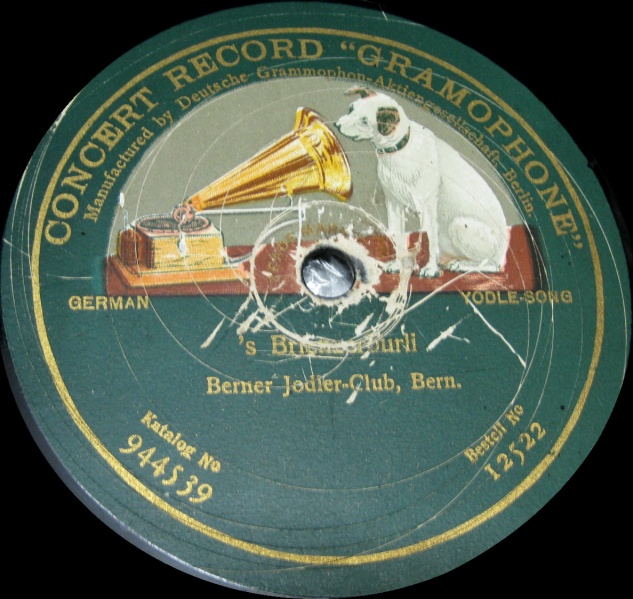 CONCERT RECORD "GRAMOPHONE"
Manufactured by Deutsche Grammophon-Aktiengesellschaft, Berlin.
GERMAN
YODLE-SONG
's
Berner Jodler-Club, Bern.
Katalog No
944539
Bestell No
12522